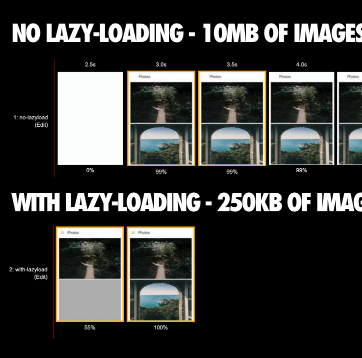 NO LAZY-LOADING - 10MB OF IMAGES
2.5s 3.0s 3.5s 4.0s
Photos Photos Photos
1: no-lazyload
(Edit)
0% 99% 99% 99%
WITH LAZY-LOADING - 250KB OF IMAG
Photos Photos
2: with-lazyload
(Edit)
55% 100%